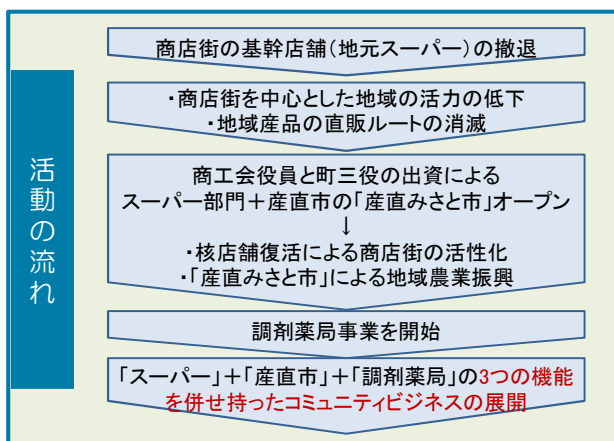 活動の流れ
商店街の基幹店舗(地元スーパー)の撤退
・商店街を中心とした地域の活力の低下
・地域産品の直販ルートの消滅
商工会役員と町三役の出資による
スーパー部門+産直市の「産直みさと市」オープン
↓
・核店舗復活による商店街の活性化
・「産直みさと市」による地域農業振興
調剤薬局事業を開始
「スーパー」+「産直市」+「調剤薬局」の3つの機能
を併せ持ったコミュニティビジネスの展開